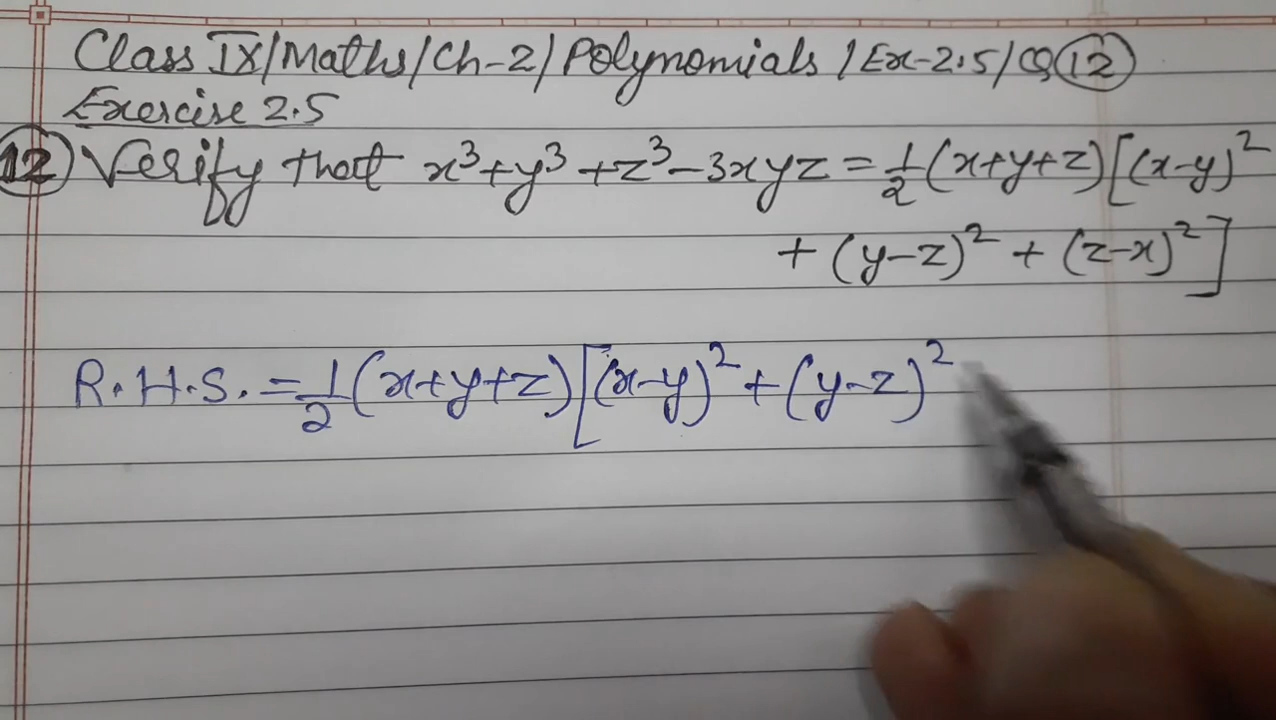 Class IX/Maths/Ch-2/Polynomials/Ex-2.5/Q12
Exercise 2.5
12) Verify that x³+y³+z³-3xyz=½(x+y+z)[(x-y)²
+(y-z)²+(z-x)²]
R.H.S.=½(x+y+z)[(x-y)²+(y-z)²